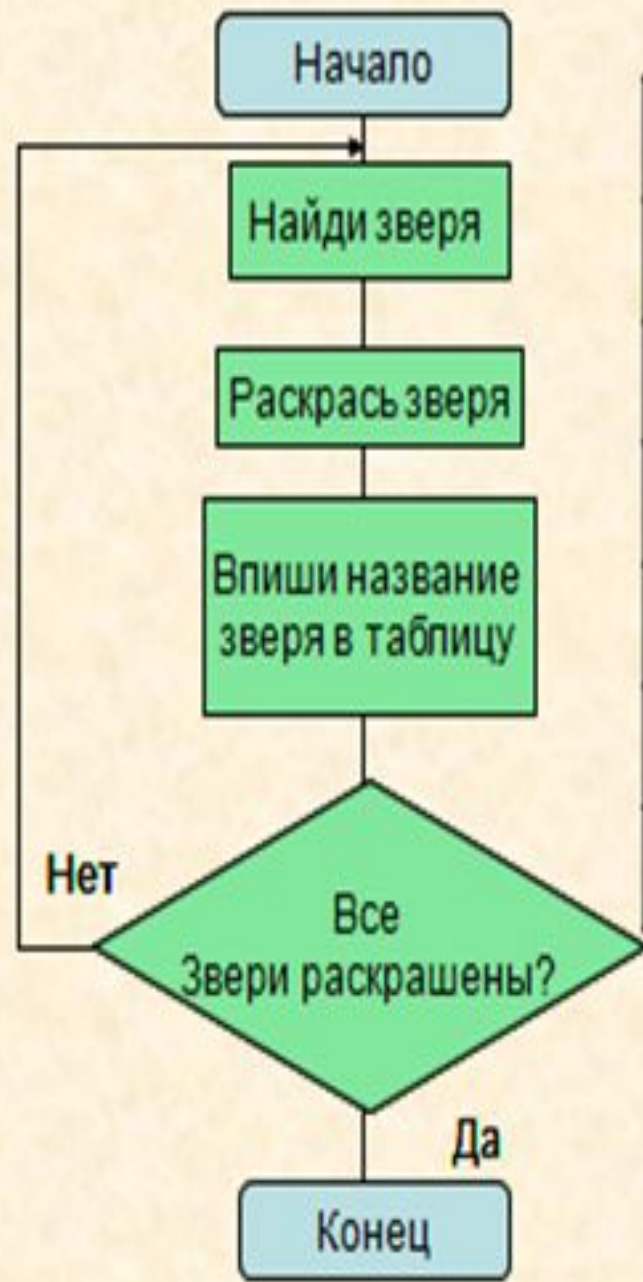 Начало
Найди зверя
Раскрась зверя
Впиши название
зверя в таблицу
Нет
Все
Звери раскрашены?
Да
Конец